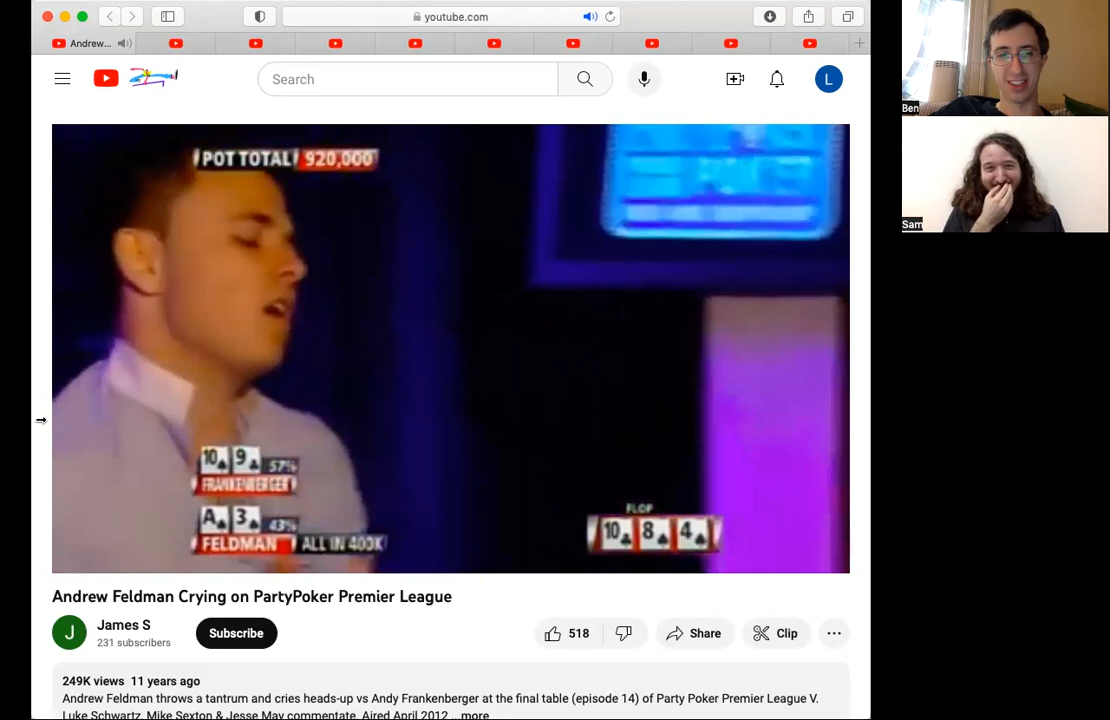 youtube.com
Andrew...
Search
L
POT TOTAL 920,000
10 9 57%
FRANKENBERGER
A 3 43%
FELDMAN ALL IN 400K
FLOP
10 8 4
Andrew Feldman Crying on PartyPoker Premier League
J
James S
231 subscribers
Subscribe
518
Share
Clip
249K views 11 years ago
Andrew Feldman throws a tantrum and cries heads-up vs Andy Frankenberger at the final table (episode 14) of Party Poker Premier League V.
Luke Schwartz, Mike Sexton & Jesse May commentate. Aired April 2012 ...more
Ben
Sam